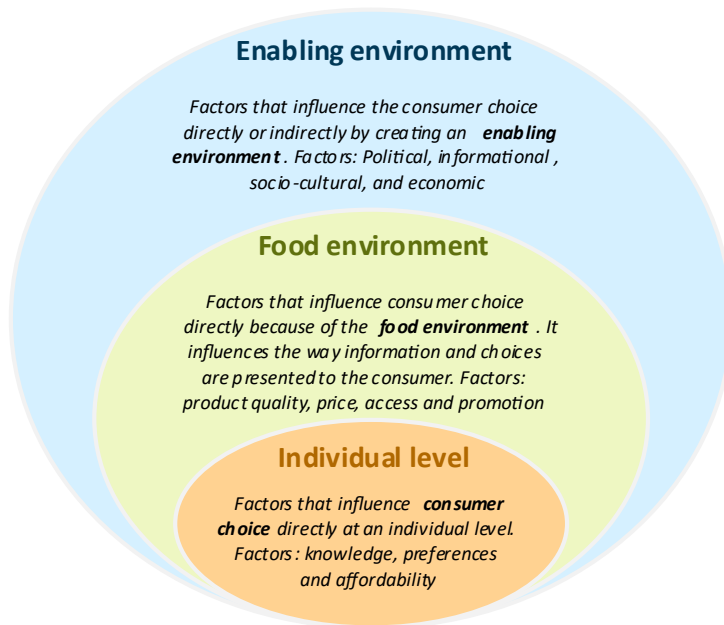 Enabling environment
Factors that influence the consumer choice
directly or indirectly by creating an enabling
environment. Factors: Political, informational,
socio-cultural, and economic
Food environment
Factors that influence consumer choice
directly because of the food environment. It
influences the way information and choices
are presented to the consumer. Factors:
product quality, price, access and promotion
Individual level
Factors that influence consumer
choice directly at an individual level.
Factors: knowledge, preferences
and affordability